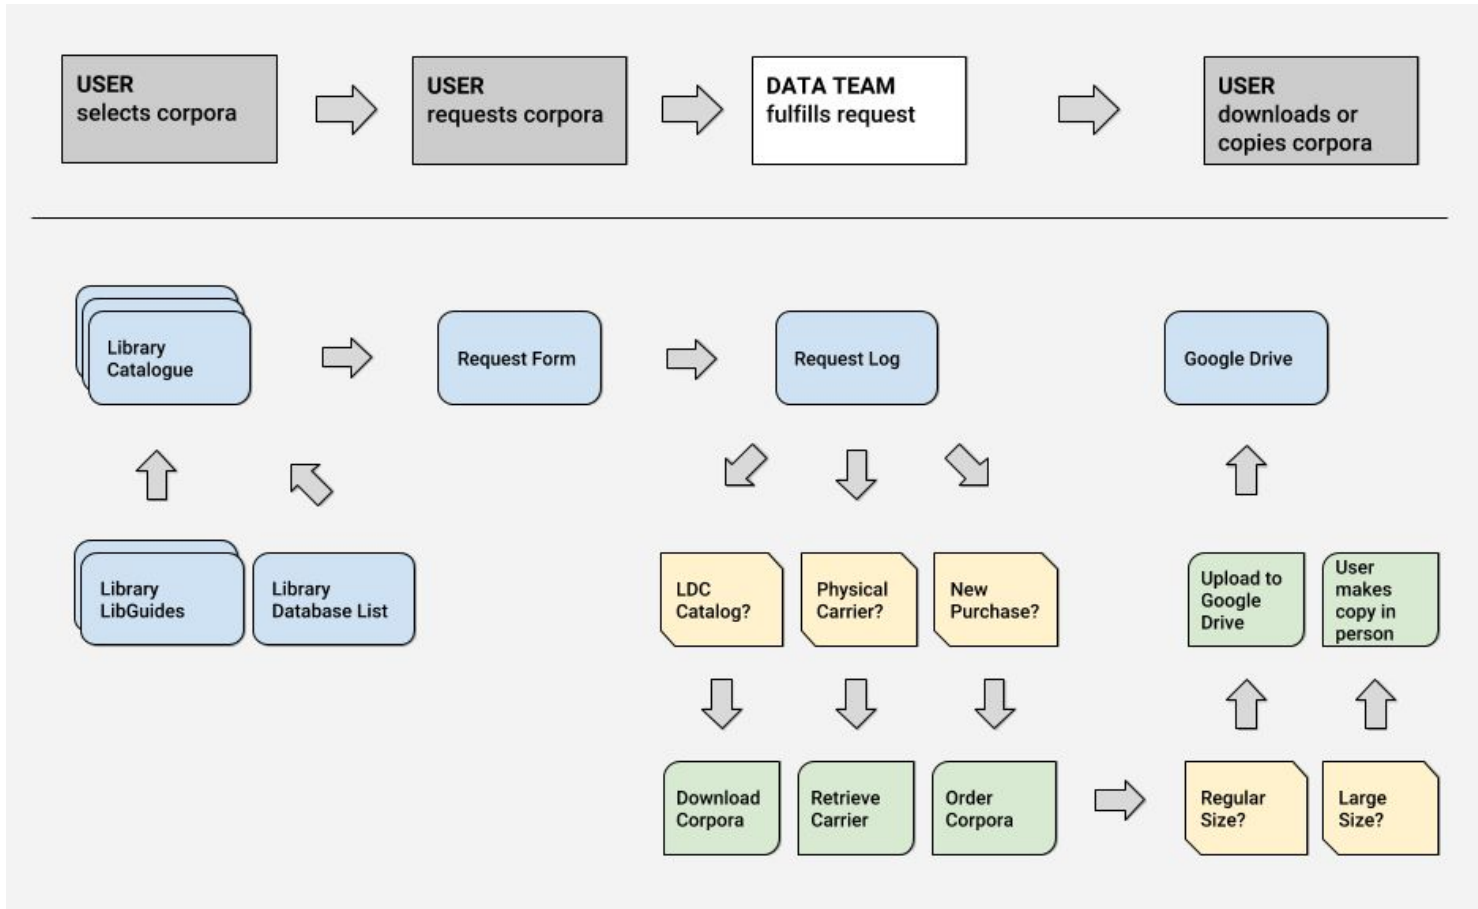 USER
selects corpora
USER
requests corpora
DATA TEAM
fulfills request
USER
downloads or
copies corpora
Library
Catalogue
Request Form
Request Log
Google Drive
Library
LibGuides
Library
Database List
LDC
Catalog?
Physical
Carrier?
New
Purchase?
Upload to
Google
Drive
User
makes
copy in
person
Download
Corpora
Retrieve
Carrier
Order
Corpora
Regular
Size?
Large
Size?